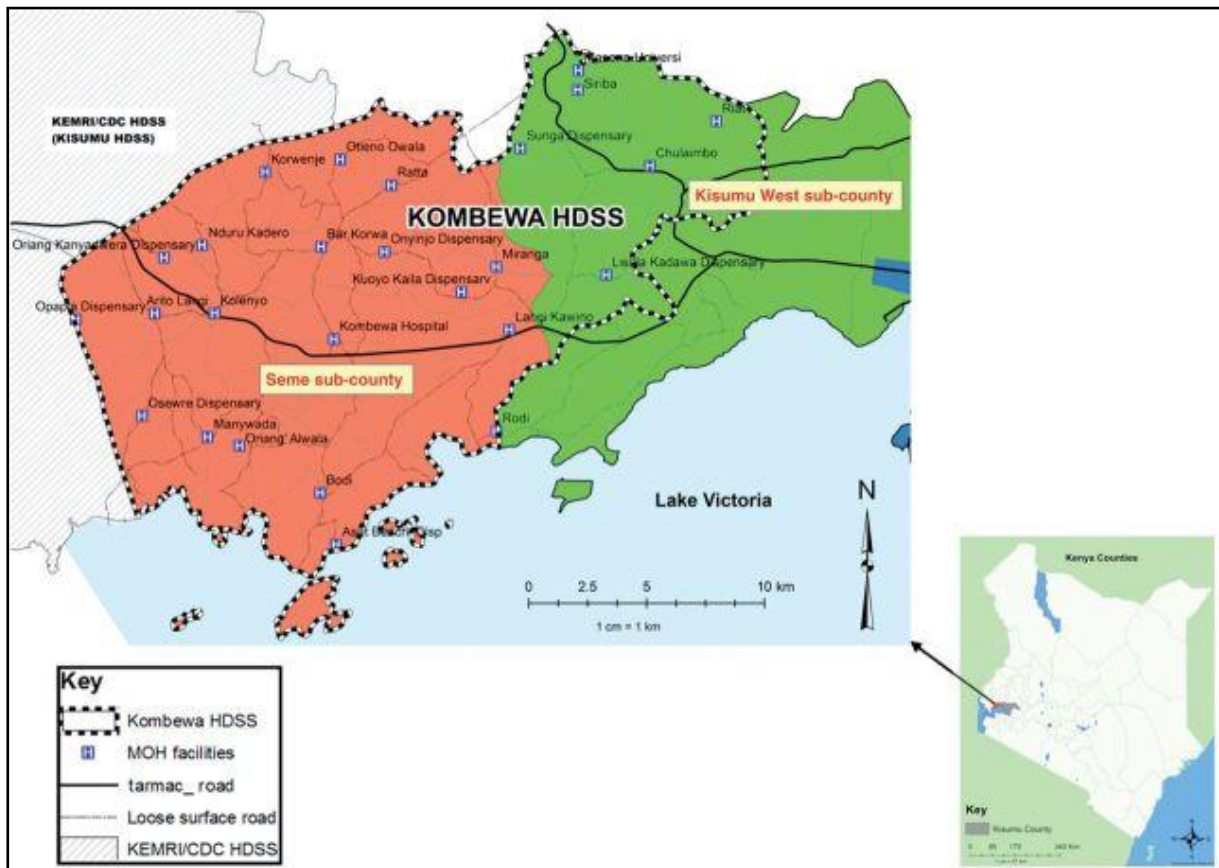 KEMRI/CDC HDSS
(KISUMU HDSS)
Siriba
Sunga Dispensary
Chulaimbo
Otieno Owala
Korwenje
Ratta
Kisumu West sub-county
KOMBEWA HDSS
Nduru Kadero
Bar Korwa
Onyinjo Dispensary
Miranga
Kuoyo Kaila Dispensary
Opapla Dispensary
Arito Langi
Kolenyo
Langi Kawino
Kombewa Hospital
Seme sub-county
Osewre Dispensary
Manywada
Oriang' Alwala
Rodi
Bodi
Lake Victoria
N
0 2.5 5 10 km
1 cm = 1 km
Key
Kombewa HDSS
MOH facilities
tarmac_ road
Loose surface road
KEMRI/CDC HDSS
Kenya Counties
Key
Kisumu County